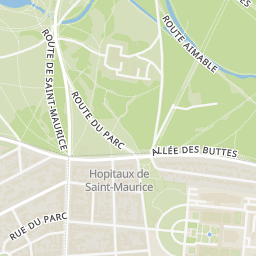 ROUTE AIMABLE
ROUTE DE SAINT-MAURICE
ROUTE DU PARC
ALLÉE DES BUTTES
Hopitaux de
Saint-Maurice
RUE DU PARC